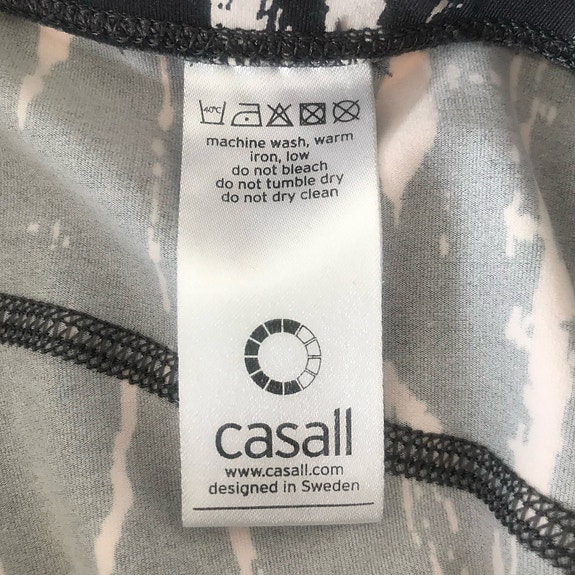 40°C
machine wash, warm
iron, low
do not bleach
do not tumble dry
do not dry clean
casall
www.casall.com
designed in Sweden